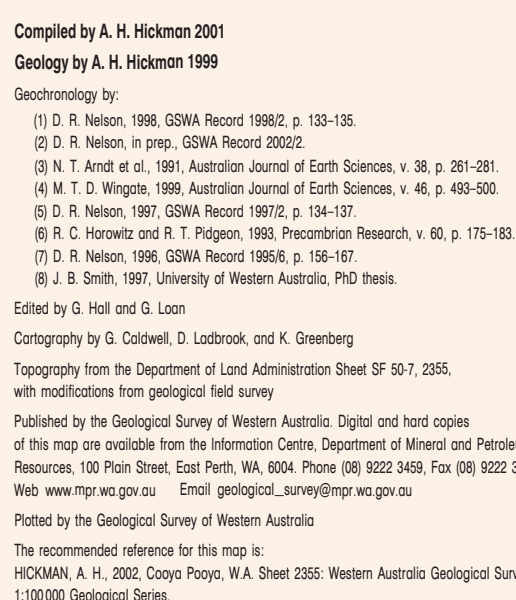 Compiled by A. H. Hickman 2001
Geology by A. H. Hickman 1999
Geochronology by:
(1) D. R. Nelson, 1998, GSWA Record 1998/2, p. 133–135.
(2) D. R. Nelson, in prep., GSWA Record 2002/2.
(3) N. T. Arndt et al., 1991, Australian Journal of Earth Sciences, v. 38, p. 261–281.
(4) M. T. D. Wingate, 1999, Australian Journal of Earth Sciences, v. 46, p. 493–500.
(5) D. R. Nelson, 1997, GSWA Record 1997/2, p. 134–137.
(6) R. C. Horowitz and R. T. Pidgeon, 1993, Precambrian Research, v. 60, p. 175–183.
(7) D. R. Nelson, 1996, GSWA Record 1995/6, p. 156–167.
(8) J. B. Smith, 1997, University of Western Australia, PhD thesis.
Edited by G. Hall and G. Loan
Cartography by G. Caldwell, D. Ladbrook, and K. Greenberg
Topography from the Department of Land Administration Sheet SF 50-7, 2355,
with modifications from geological field survey
Published by the Geological Survey of Western Australia. Digital and hard copies
of this map are available from the Information Centre, Department of Mineral and Petrole
Resources, 100 Plain Street, East Perth, WA, 6004. Phone (08) 9222 3459, Fax (08) 9222 3
Web www.mpr.wa.gov.au Email geological_survey@mpr.wa.gov.au
Plotted by the Geological Survey of Western Australia
The recommended reference for this map is:
HICKMAN, A. H., 2002, Cooya Pooya, W.A. Sheet 2355: Western Australia Geological Surv
1:100 000 Geological Series.